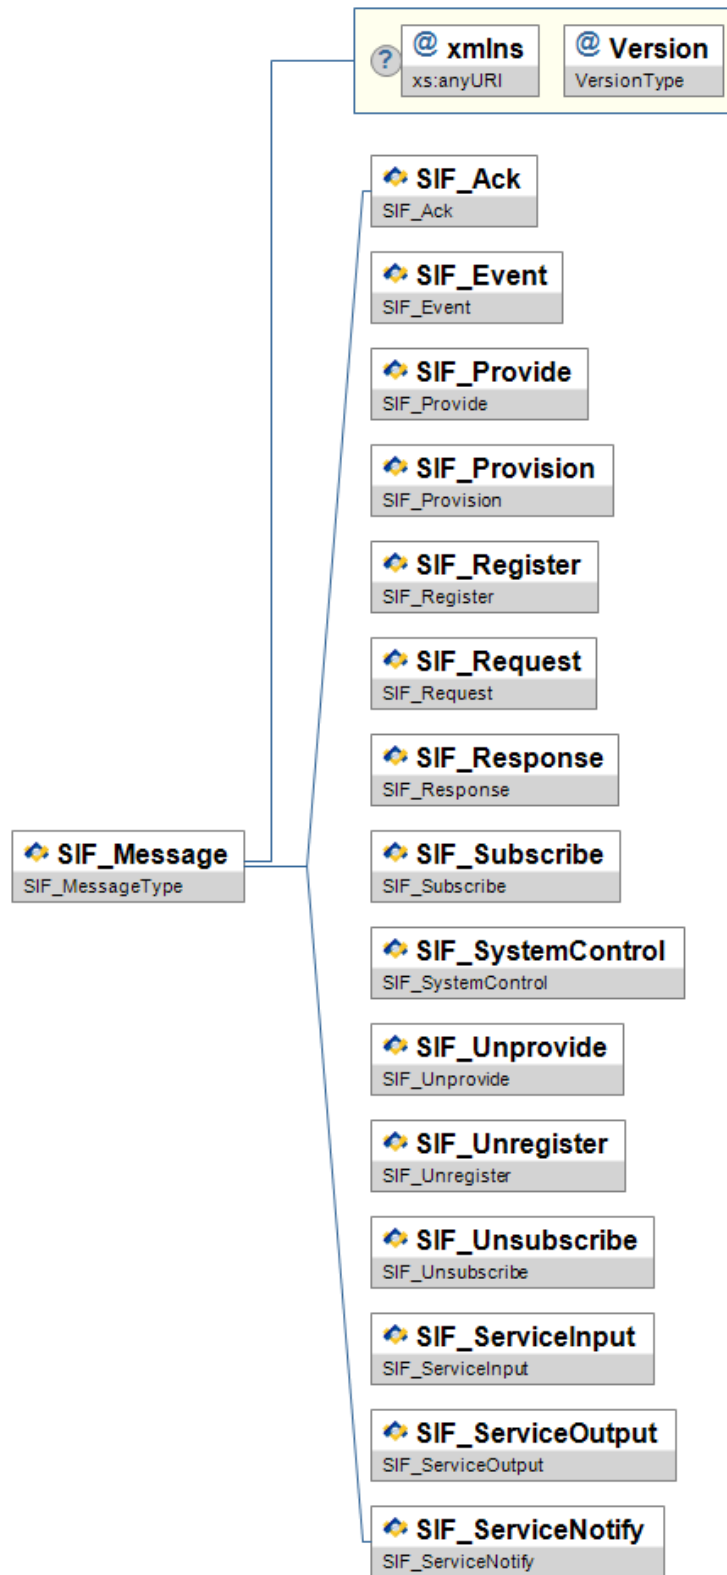 ? @ xmlns @ Version
xs:anyURI VersionType
SIF_Ack
SIF_Ack
SIF_Event
SIF_Event
SIF_Provide
SIF_Provide
SIF_Provision
SIF_Provision
SIF_Register
SIF_Register
SIF_Request
SIF_Request
SIF_Response
SIF_Response
SIF_Message
SIF_MessageType
SIF_Subscribe
SIF_Subscribe
SIF_SystemControl
SIF_SystemControl
SIF_Unprovide
SIF_Unprovide
SIF_Unregister
SIF_Unregister
SIF_Unsubscribe
SIF_Unsubscribe
SIF_ServiceInput
SIF_ServiceInput
SIF_ServiceOutput
SIF_ServiceOutput
SIF_ServiceNotify
SIF_ServiceNotify